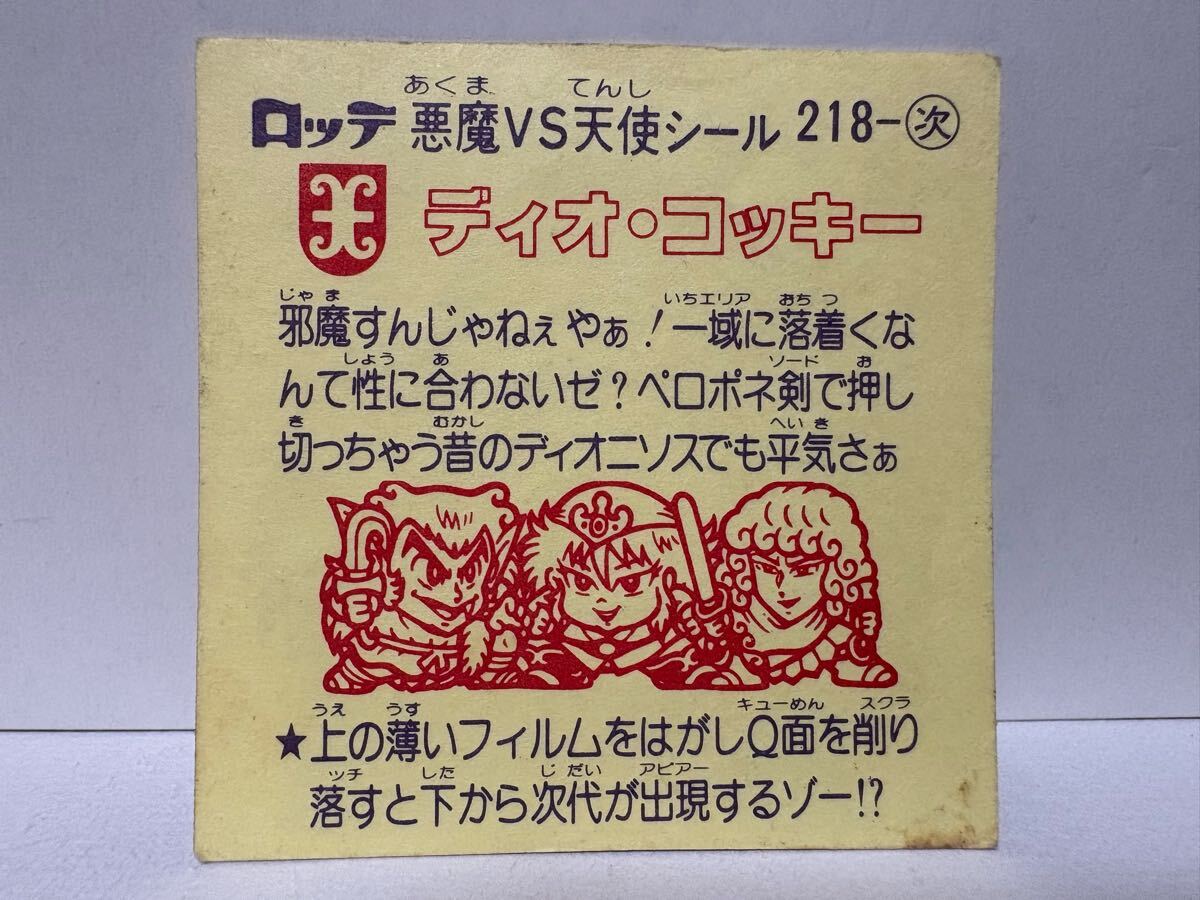 あくま てんし
ロッテ 悪魔VS天使シール 218-次
ディオ・コッキー
じゃま いちエリア おちつ
邪魔すんじゃねぇやぁ!一域に落着くな
しょう あ ソード お
んて性に合わないゼ?ペロポネ剣で押し
き むかし へいき
切っちゃう昔のディオニソスでも平気さぁ
うえ うす キューめん スクラ
★上の薄いフィルムをはがしQ面を削り
ッチ した じだい アピアー
落すと下から次代が出現するゾー!?